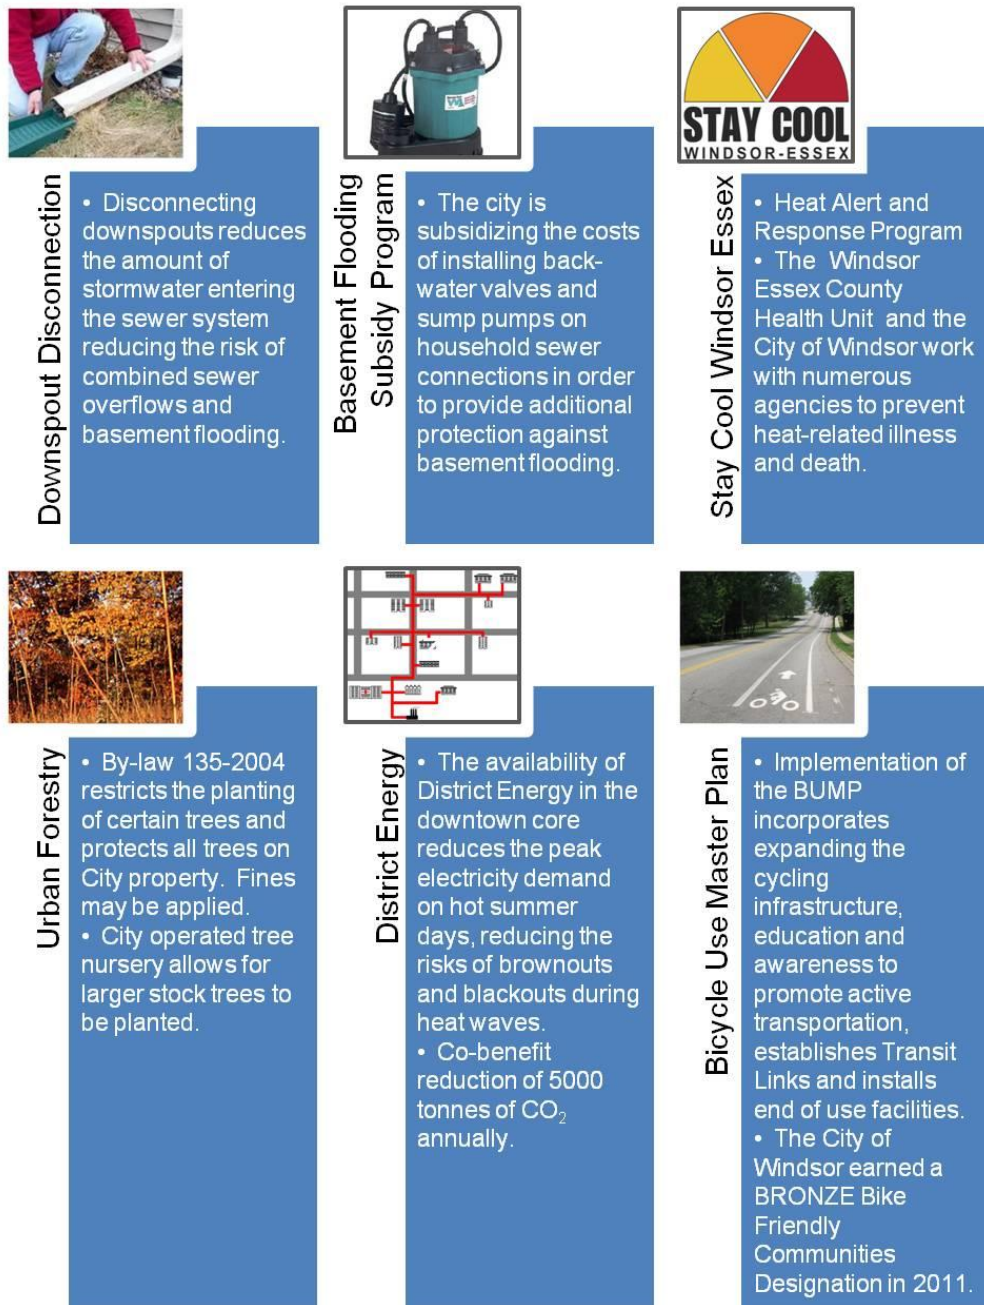 STAY COOL
WINDSOR-ESSEX
Downspout Disconnection
• Disconnecting
downspouts reduces
the amount of
stormwater entering
the sewer system
reducing the risk of
combined sewer
overflows and
basement flooding.
Basement Flooding
Subsidy Program
• The city is
subsidizing the costs
of installing back-
water valves and
sump pumps on
household sewer
connections in order
to provide additional
protection against
basement flooding.
Stay Cool Windsor Essex
• Heat Alert and
Response Program
• The Windsor
Essex County
Health Unit and the
City of Windsor work
with numerous
agencies to prevent
heat-related illness
and death.
Urban Forestry
• By-law 135-2004
restricts the planting
of certain trees and
protects all trees on
City property. Fines
may be applied.
• City operated tree
nursery allows for
larger stock trees to
be planted.
District Energy
• The availability of
District Energy in the
downtown core
reduces the peak
electricity demand
on hot summer
days, reducing the
risks of brownouts
and blackouts during
heat waves.
• Co-benefit
reduction of 5000
tonnes of CO₂
annually.
Bicycle Use Master Plan
• Implementation of
the BUMP
incorporates
expanding the
cycling
infrastructure,
education and
awareness to
promote active
transportation,
establishes Transit
Links and installs
end of use facilities.
• The City of
Windsor earned a
BRONZE Bike
Friendly
Communities
Designation in 2011.